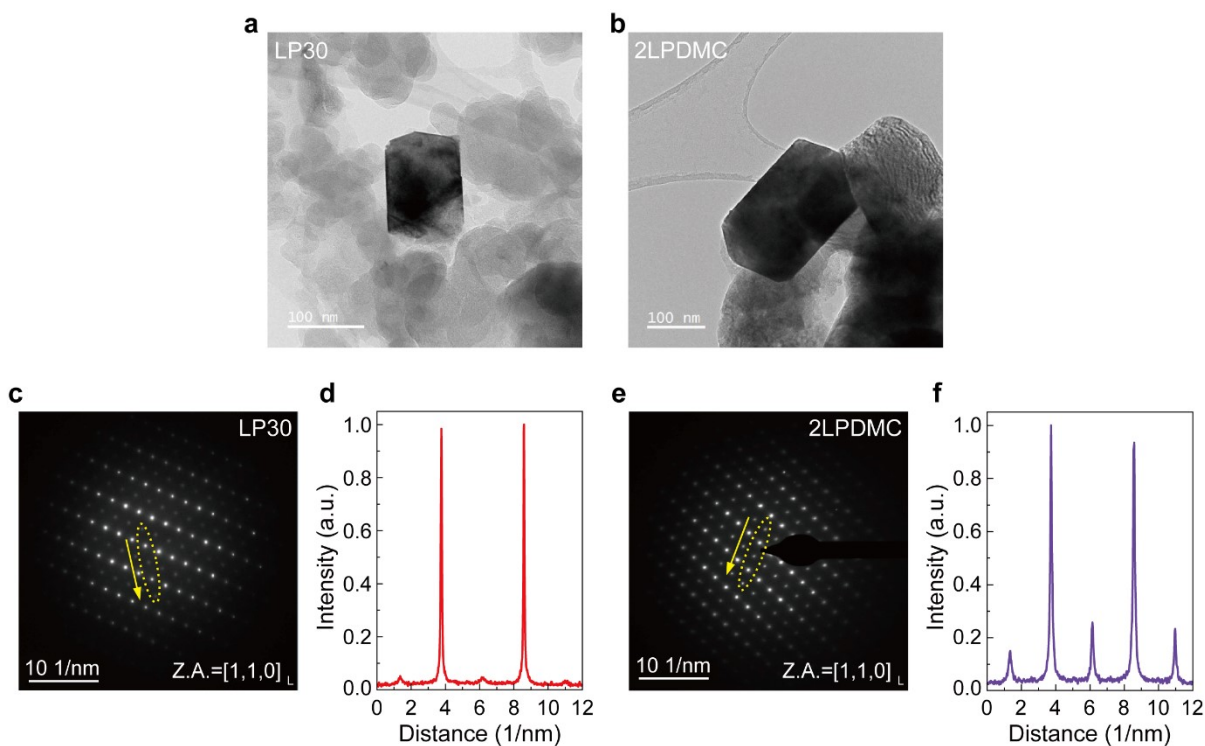 a
LP30
100 nm
b
2LPDMC
100 nm
c
LP30
10 1/nm
Z.A.=[1,1,0]L
d
Intensity (a.u.)
1.0
0.8
0.6
0.4
0.2
0.0
0 2 4 6 8 10 12
Distance (1/nm)
e
2LPDMC
10 1/nm
Z.A.=[1,1,0]L
f
Intensity (a.u.)
1.0
0.8
0.6
0.4
0.2
0.0
0 2 4 6 8 10 12
Distance (1/nm)